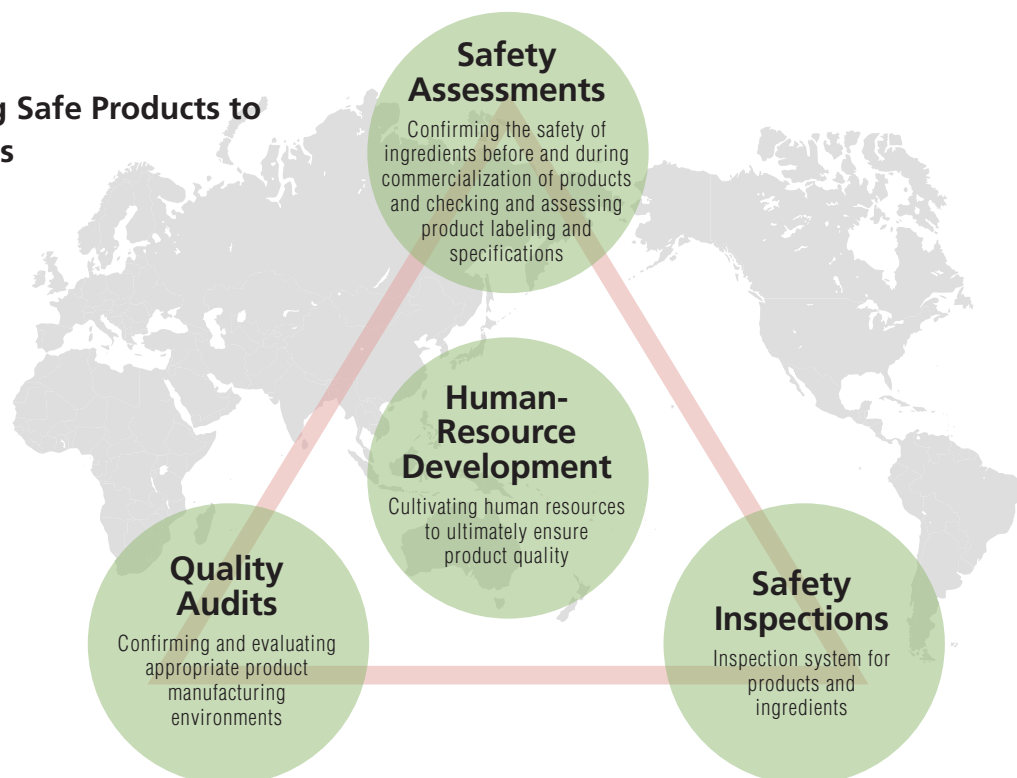 g Safe Products to
s
Safety
Assessments
Confirming the safety of
ingredients before and during
commercialization of products
and checking and assessing
product labeling and
specifications
Human-
Resource
Development
Cultivating human resources
to ultimately ensure
product quality
Quality
Audits
Confirming and evaluating
appropriate product
manufacturing
environments
Safety
Inspections
Inspection system for
products and
ingredients